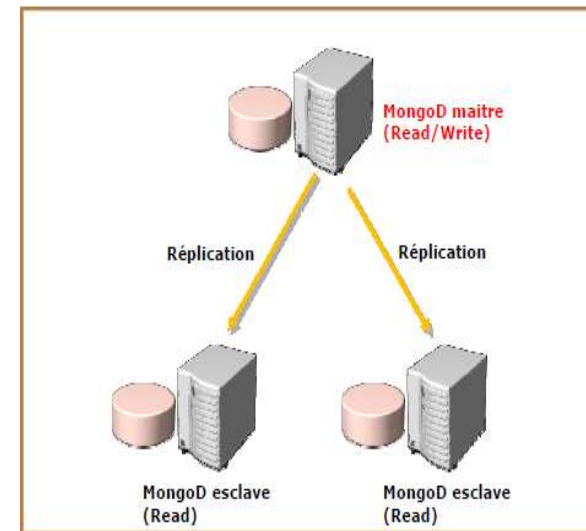 MongoD maitre
(Read/Write)
Réplication
Réplication
MongoD esclave
(Read)
MongoD esclave
(Read)